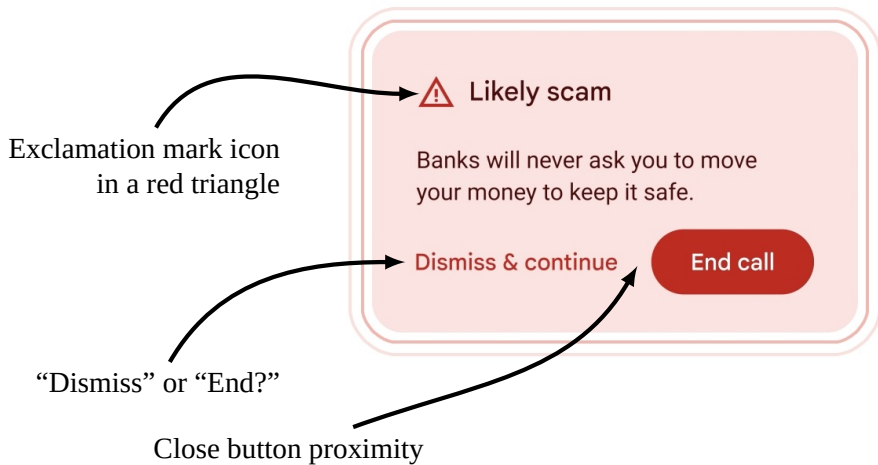 Likely scam
Exclamation mark icon
in a red triangle
Banks will never ask you to move
your money to keep it safe.
Dismiss & continue
End call
“Dismiss” or “End?”
Close button proximity